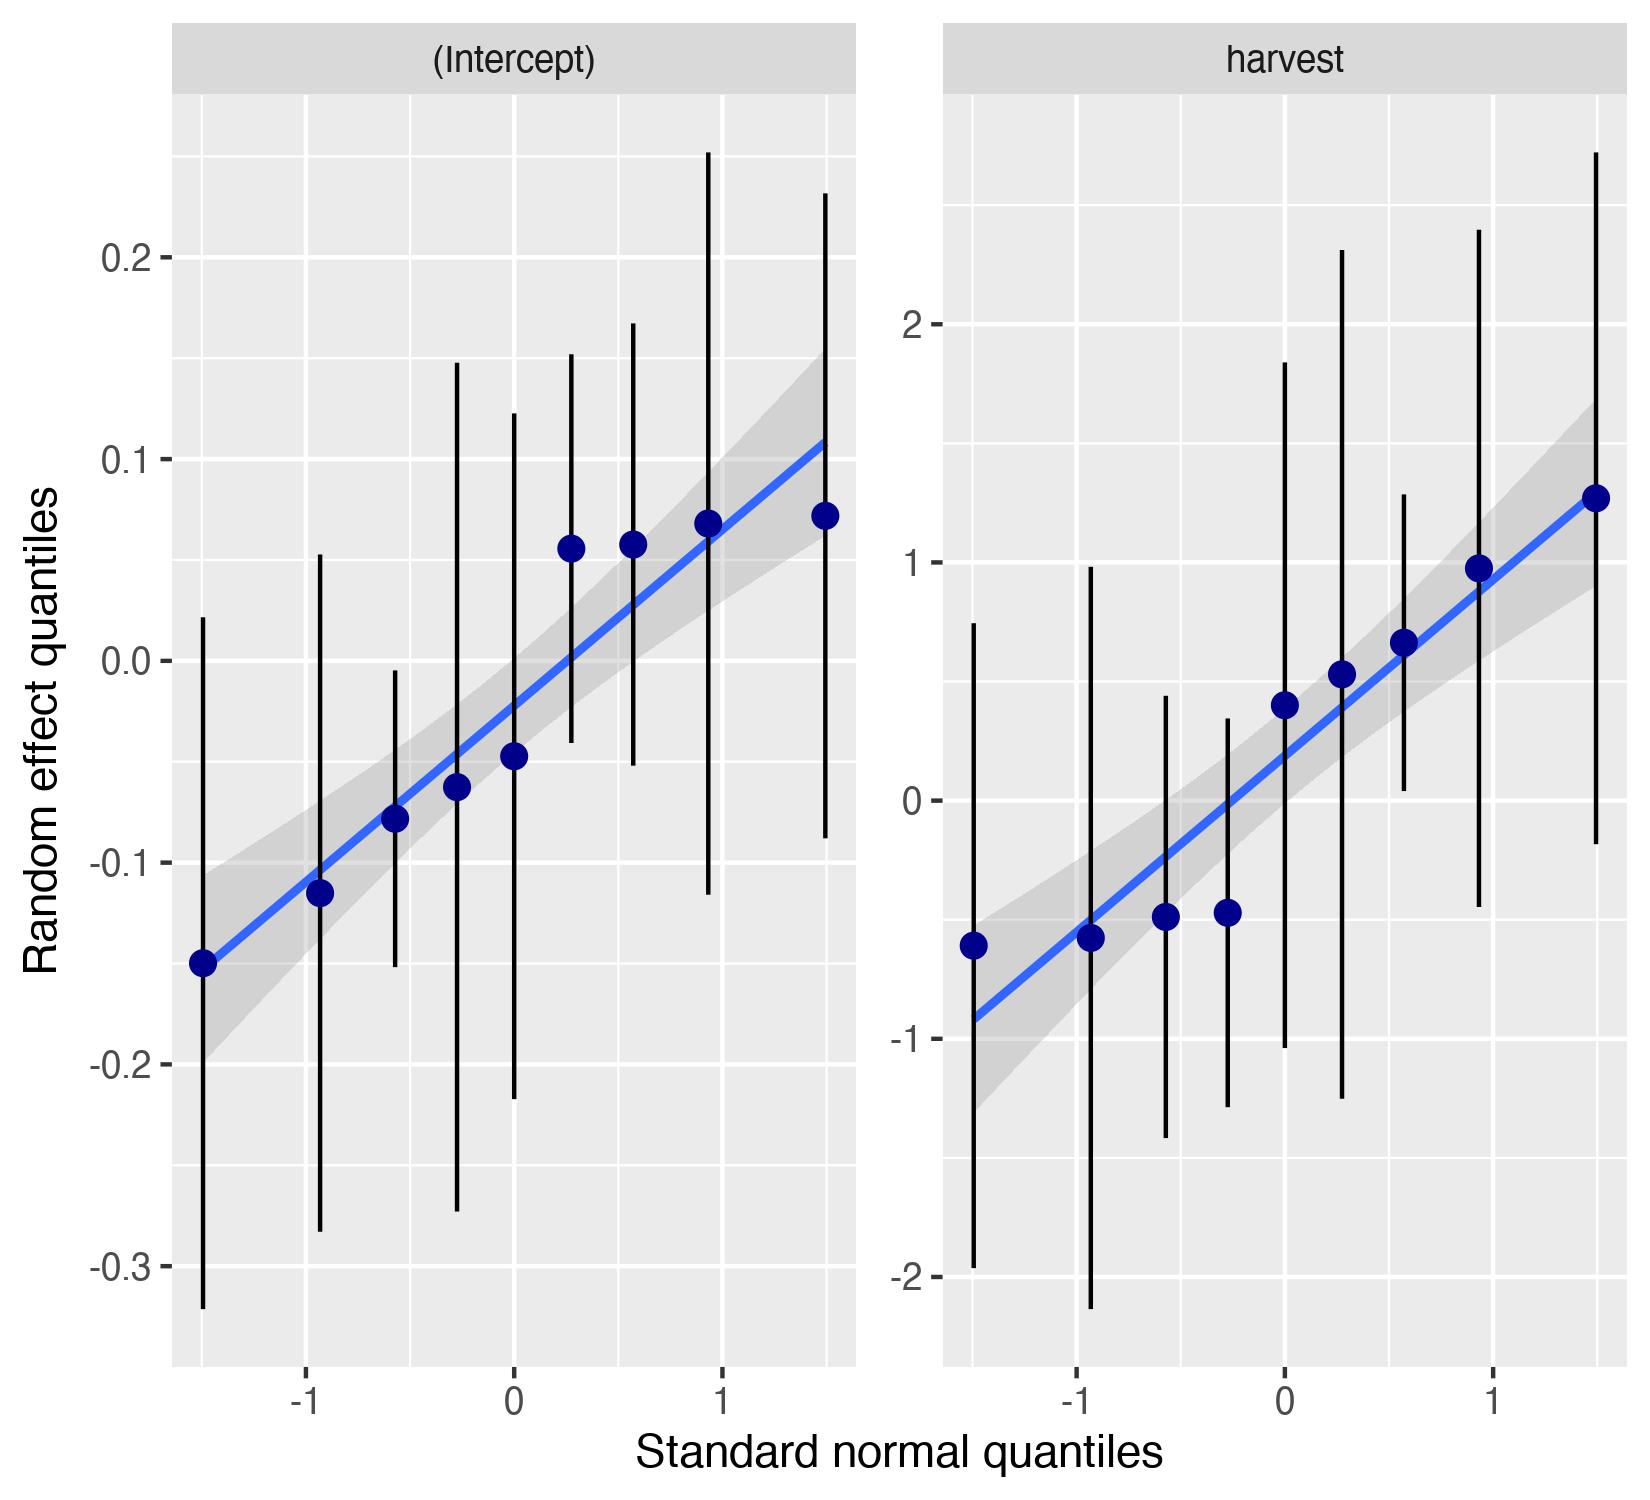 (Intercept)
harvest
Random effect quantiles
0.2
0.1
0.0
-0.1
-0.2
-0.3
2
1
0
-1
-2
-1 0 1
-1 0 1
Standard normal quantiles